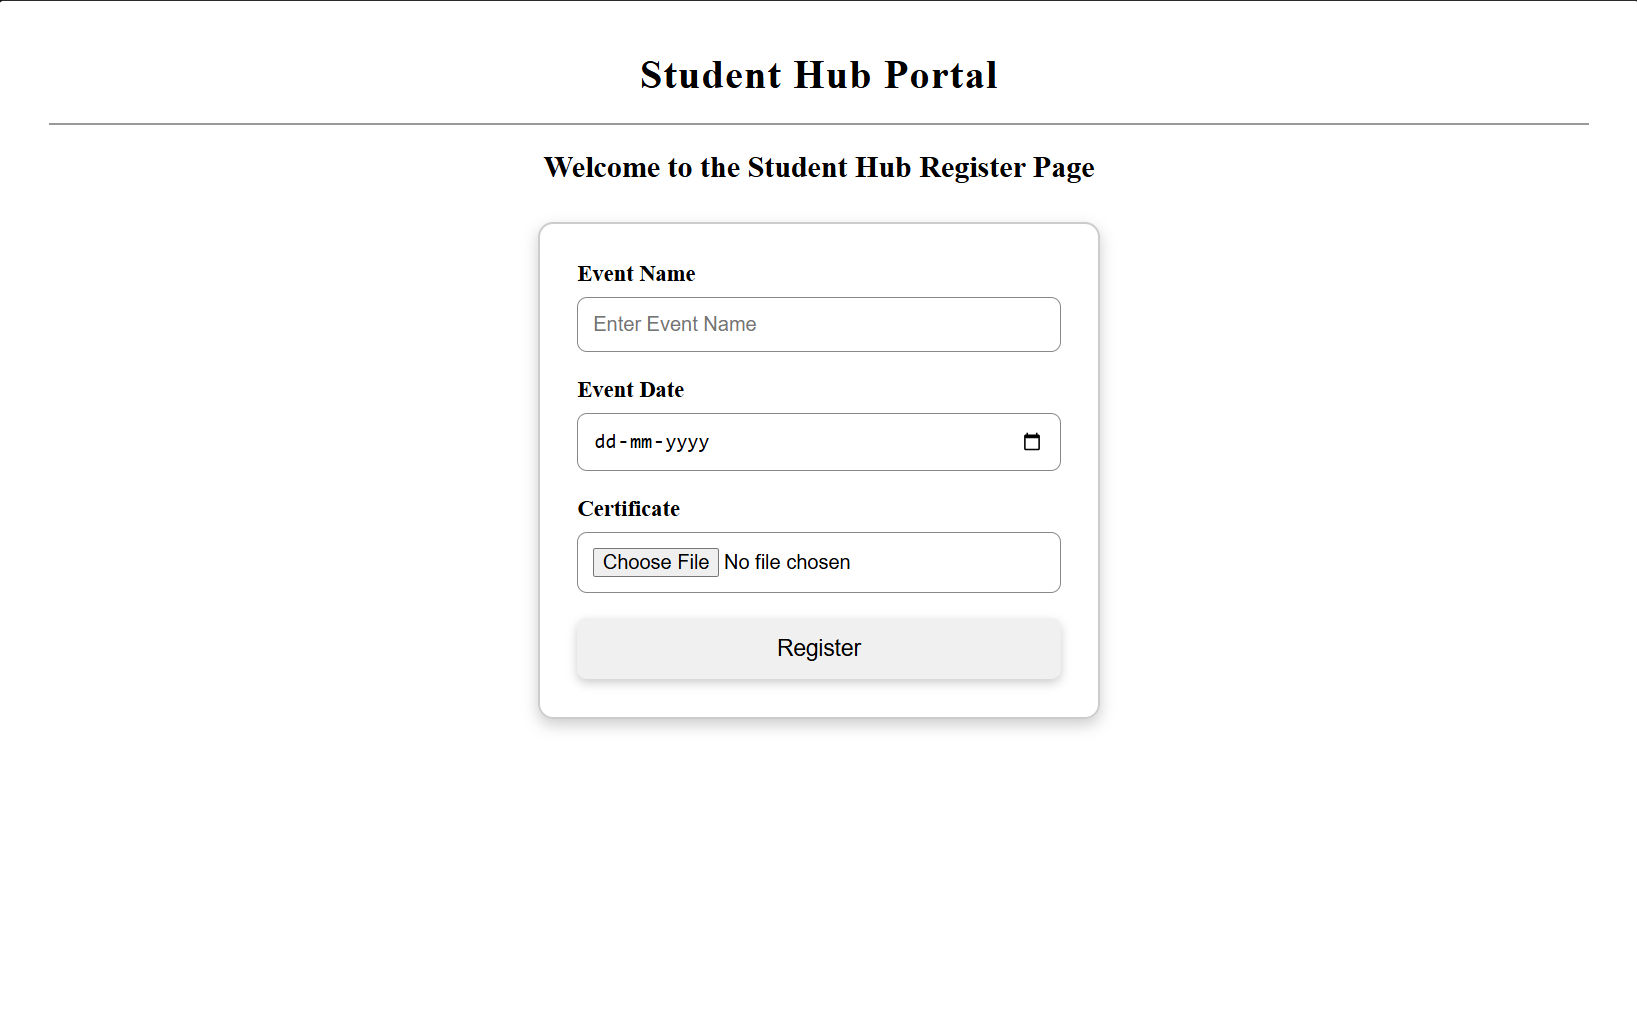 Student Hub Portal
Welcome to the Student Hub Register Page
Event Name
Enter Event Name
Event Date
dd-mm-yyyy
Certificate
Choose File No file chosen
Register